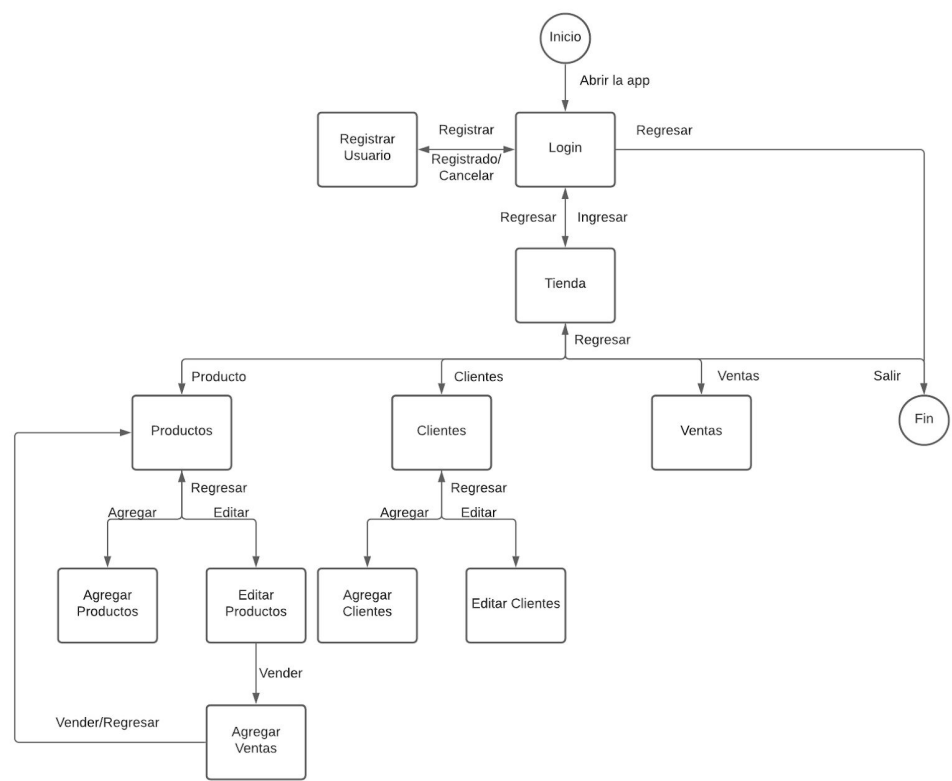 Inicio
Abrir la app
Registrar
Usuario
Registrar
Registrado/
Cancelar
Login
Regresar
Regresar
Ingresar
Tienda
Regresar
Producto
Clientes
Ventas
Salir
Productos
Clientes
Ventas
Fin
Regresar
Regresar
Agregar
Editar
Agregar
Editar
Agregar
Productos
Editar
Productos
Agregar
Clientes
Editar Clientes
Vender
Vender/Regresar
Agregar
Ventas